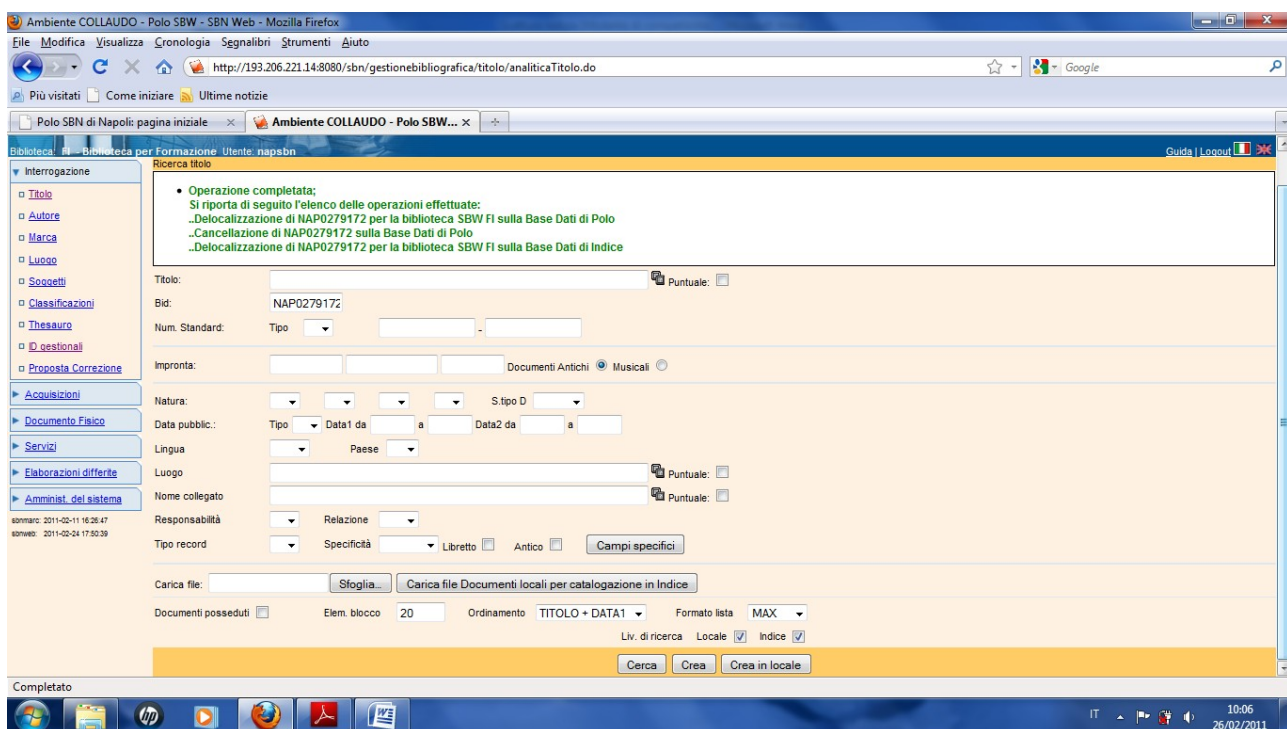 Ambiente COLLAUDO - Polo SBW - SBN Web - Mozilla Firefox
File Modifica Visualizza Cronologia Segnalibri Strumenti Aiuto
http://193.206.221.14:8080/sbn/gestionebibliografica/titolo/analiticaTitolo.do Google
Più visitati Come iniziare Ultime notizie
Polo SBN di Napoli: pagina iniziale Ambiente COLLAUDO - Polo SBW...
Biblioteca: FI - Biblioteca per Formazione Utente: napsbn Guida | Logout
Interrogazione
Titolo
Autore
Marca
Luogo
Soggetti
Classificazioni
Thesauro
ID gestionali
Proposta Correzione
Acquisizioni
Documento Fisico
Servizi
Elaborazioni differite
Amminist. del sistema
sbnmarc: 2011-02-11 16:26:47
sbnweb: 2011-02-24 17:50:39
Ricerca titolo
• Operazione completata;
Si riporta di seguito l'elenco delle operazioni effettuate:
..Delocalizzazione di NAP0279172 per la biblioteca SBW FI sulla Base Dati di Polo
..Cancellazione di NAP0279172 sulla Base Dati di Polo
..Delocalizzazione di NAP0279172 per la biblioteca SBW FI sulla Base Dati di Indice
Titolo: Puntuale:
Bid: NAP0279172
Num. Standard: Tipo -
Impronta: Documenti Antichi Musicali
Natura: S.tipo D
Data pubblic.: Tipo Data1 da a Data2 da a
Lingua Paese
Luogo Puntuale:
Nome collegato Puntuale:
Responsabilità Relazione
Tipo record Specificità Libretto Antico Campi specifici
Carica file: Sfoglia... Carica file Documenti locali per catalogazione in Indice
Documenti posseduti Elem. blocco 20 Ordinamento TITOLO + DATA1 Formato lista MAX
Liv. di ricerca Locale Indice
Cerca Crea Crea in locale
Completato
IT 10:06
26/02/2011